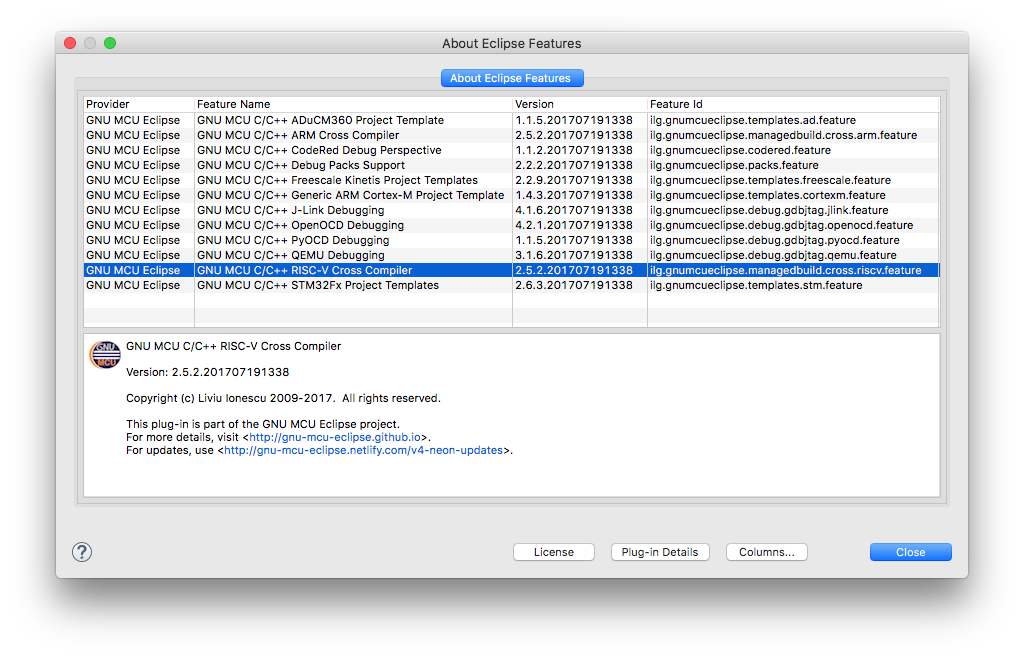 About Eclipse Features
About Eclipse Features
Provider Feature Name Version Feature Id
GNU MCU Eclipse GNU MCU C/C++ ADuCM360 Project Template 1.1.5.201707191338 ilg.gnumcueclipse.templates.ad.feature
GNU MCU Eclipse GNU MCU C/C++ ARM Cross Compiler 2.5.2.201707191338 ilg.gnumcueclipse.managedbuild.cross.arm.feature
GNU MCU Eclipse GNU MCU C/C++ CodeRed Debug Perspective 1.1.2.201707191338 ilg.gnumcueclipse.codered.feature
GNU MCU Eclipse GNU MCU C/C++ Debug Packs Support 2.2.2.201707191338 ilg.gnumcueclipse.packs.feature
GNU MCU Eclipse GNU MCU C/C++ Freescale Kinetis Project Templates 2.2.9.201707191338 ilg.gnumcueclipse.templates.freescale.feature
GNU MCU Eclipse GNU MCU C/C++ Generic ARM Cortex-M Project Template 1.4.3.201707191338 ilg.gnumcueclipse.templates.cortexm.feature
GNU MCU Eclipse GNU MCU C/C++ J-Link Debugging 4.1.6.201707191338 ilg.gnumcueclipse.debug.gdbjtag.jlink.feature
GNU MCU Eclipse GNU MCU C/C++ OpenOCD Debugging 4.2.1.201707191338 ilg.gnumcueclipse.debug.gdbjtag.openocd.feature
GNU MCU Eclipse GNU MCU C/C++ PyOCD Debugging 1.1.5.201707191338 ilg.gnumcueclipse.debug.gdbjtag.pyocd.feature
GNU MCU Eclipse GNU MCU C/C++ QEMU Debugging 3.1.6.201707191338 ilg.gnumcueclipse.debug.gdbjtag.qemu.feature
GNU MCU Eclipse GNU MCU C/C++ RISC-V Cross Compiler 2.5.2.201707191338 ilg.gnumcueclipse.managedbuild.cross.riscv.feature
GNU MCU Eclipse GNU MCU C/C++ STM32Fx Project Templates 2.6.3.201707191338 ilg.gnumcueclipse.templates.stm.feature
GNU
MCU
GNU MCU C/C++ RISC-V Cross Compiler
Version: 2.5.2.201707191338
Copyright (c) Liviu Ionescu 2009-2017.  All rights reserved.
This plug-in is part of the GNU MCU Eclipse project.
For more details, visit <http://gnu-mcu-eclipse.github.io>.
For updates, use <http://gnu-mcu-eclipse.netlify.com/v4-neon-updates>.
? License Plug-in Details Columns... Close